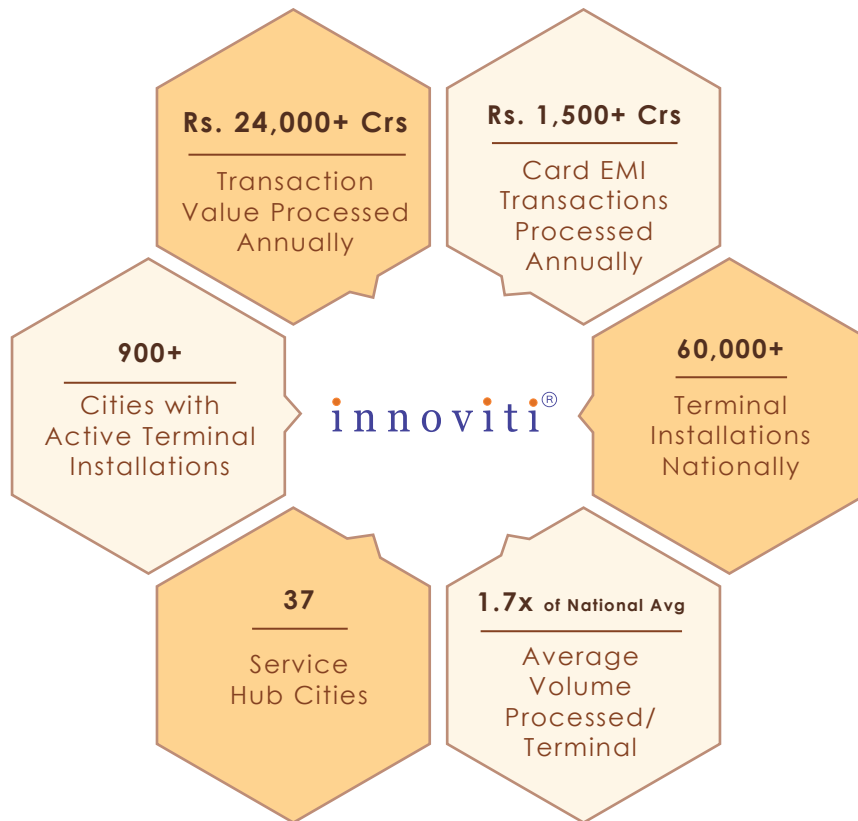 Rs. 24,000+ Crs
Transaction
Value Processed
Annually
Rs. 1,500+ Crs
Card EMI
Transactions
Processed
Annually
900+
Cities with
Active Terminal
Installations
innoviti®
60,000+
Terminal
Installations
Nationally
37
Service
Hub Cities
1.7x of National Avg
Average
Volume
Processed/
Terminal